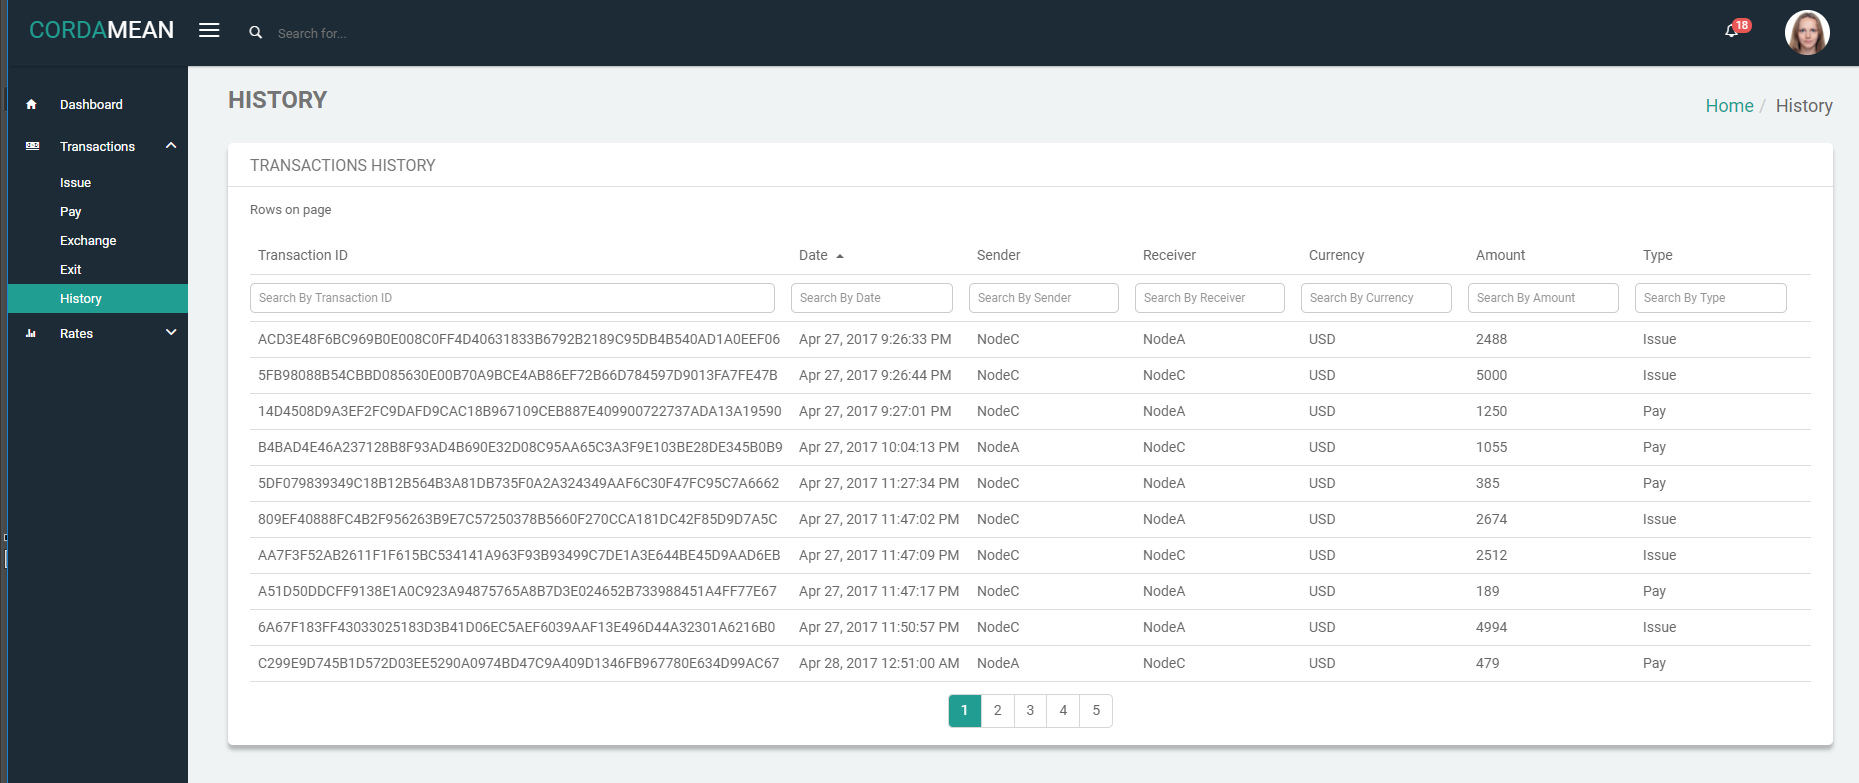 CORDAMEAN
Search for...
18
Dashboard
Transactions
Issue
Pay
Exchange
Exit
History
Rates
HISTORY
Home / History
TRANSACTIONS HISTORY
Rows on page
Transaction ID Date Sender Receiver Currency Amount Type
Search By Transaction ID Search By Date Search By Sender Search By Receiver Search By Currency Search By Amount Search By Type
ACD3E48F6BC969B0E008C0FF4D40631833B6792B2189C95DB4B540AD1A0EEF06 Apr 27, 2017 9:26:33 PM NodeC NodeA USD 2488 Issue
5FB98088B54CBBD085630E00B70A9BCE4AB86EF72B66D784597D9013FA7FE47B Apr 27, 2017 9:26:44 PM NodeC NodeC USD 5000 Issue
14D4508D9A3EF2FC9DAFD9CAC18B967109CEB887E409900722737ADA13A19590 Apr 27, 2017 9:27:01 PM NodeC NodeA USD 1250 Pay
B4BAD4E46A237128B8F93AD4B690E32D08C95AA65C3A3F9E103BE28DE345B0B9 Apr 27, 2017 10:04:13 PM NodeA NodeC USD 1055 Pay
5DF079839349C18B12B564B3A81DB735F0A2A324349AAF6C30F47FC95C7A6662 Apr 27, 2017 11:27:34 PM NodeC NodeA USD 385 Pay
809EF40888FC4B2F956263B9E7C57250378B5660F270CCA181DC42F85D9D7A5C Apr 27, 2017 11:47:02 PM NodeC NodeA USD 2674 Issue
AA7F3F52AB2611F1F615BC534141A963F93B93499C7DE1A3E644BE45D9AAD6EB Apr 27, 2017 11:47:09 PM NodeC NodeC USD 2512 Issue
A51D50DDCFF9138E1A0C923A94875765A8B7D3E024652B733988451A4FF77E67 Apr 27, 2017 11:47:17 PM NodeC NodeA USD 189 Pay
6A67F183FF43033025183D3B41D06EC5AEF6039AAF13E496D44A32301A6216B0 Apr 27, 2017 11:50:57 PM NodeC NodeA USD 4994 Issue
C299E9D745B1D572D03EE5290A0974BD47C9A409D1346FB967780E634D99AC67 Apr 28, 2017 12:51:00 AM NodeA NodeC USD 479 Pay
1 2 3 4 5